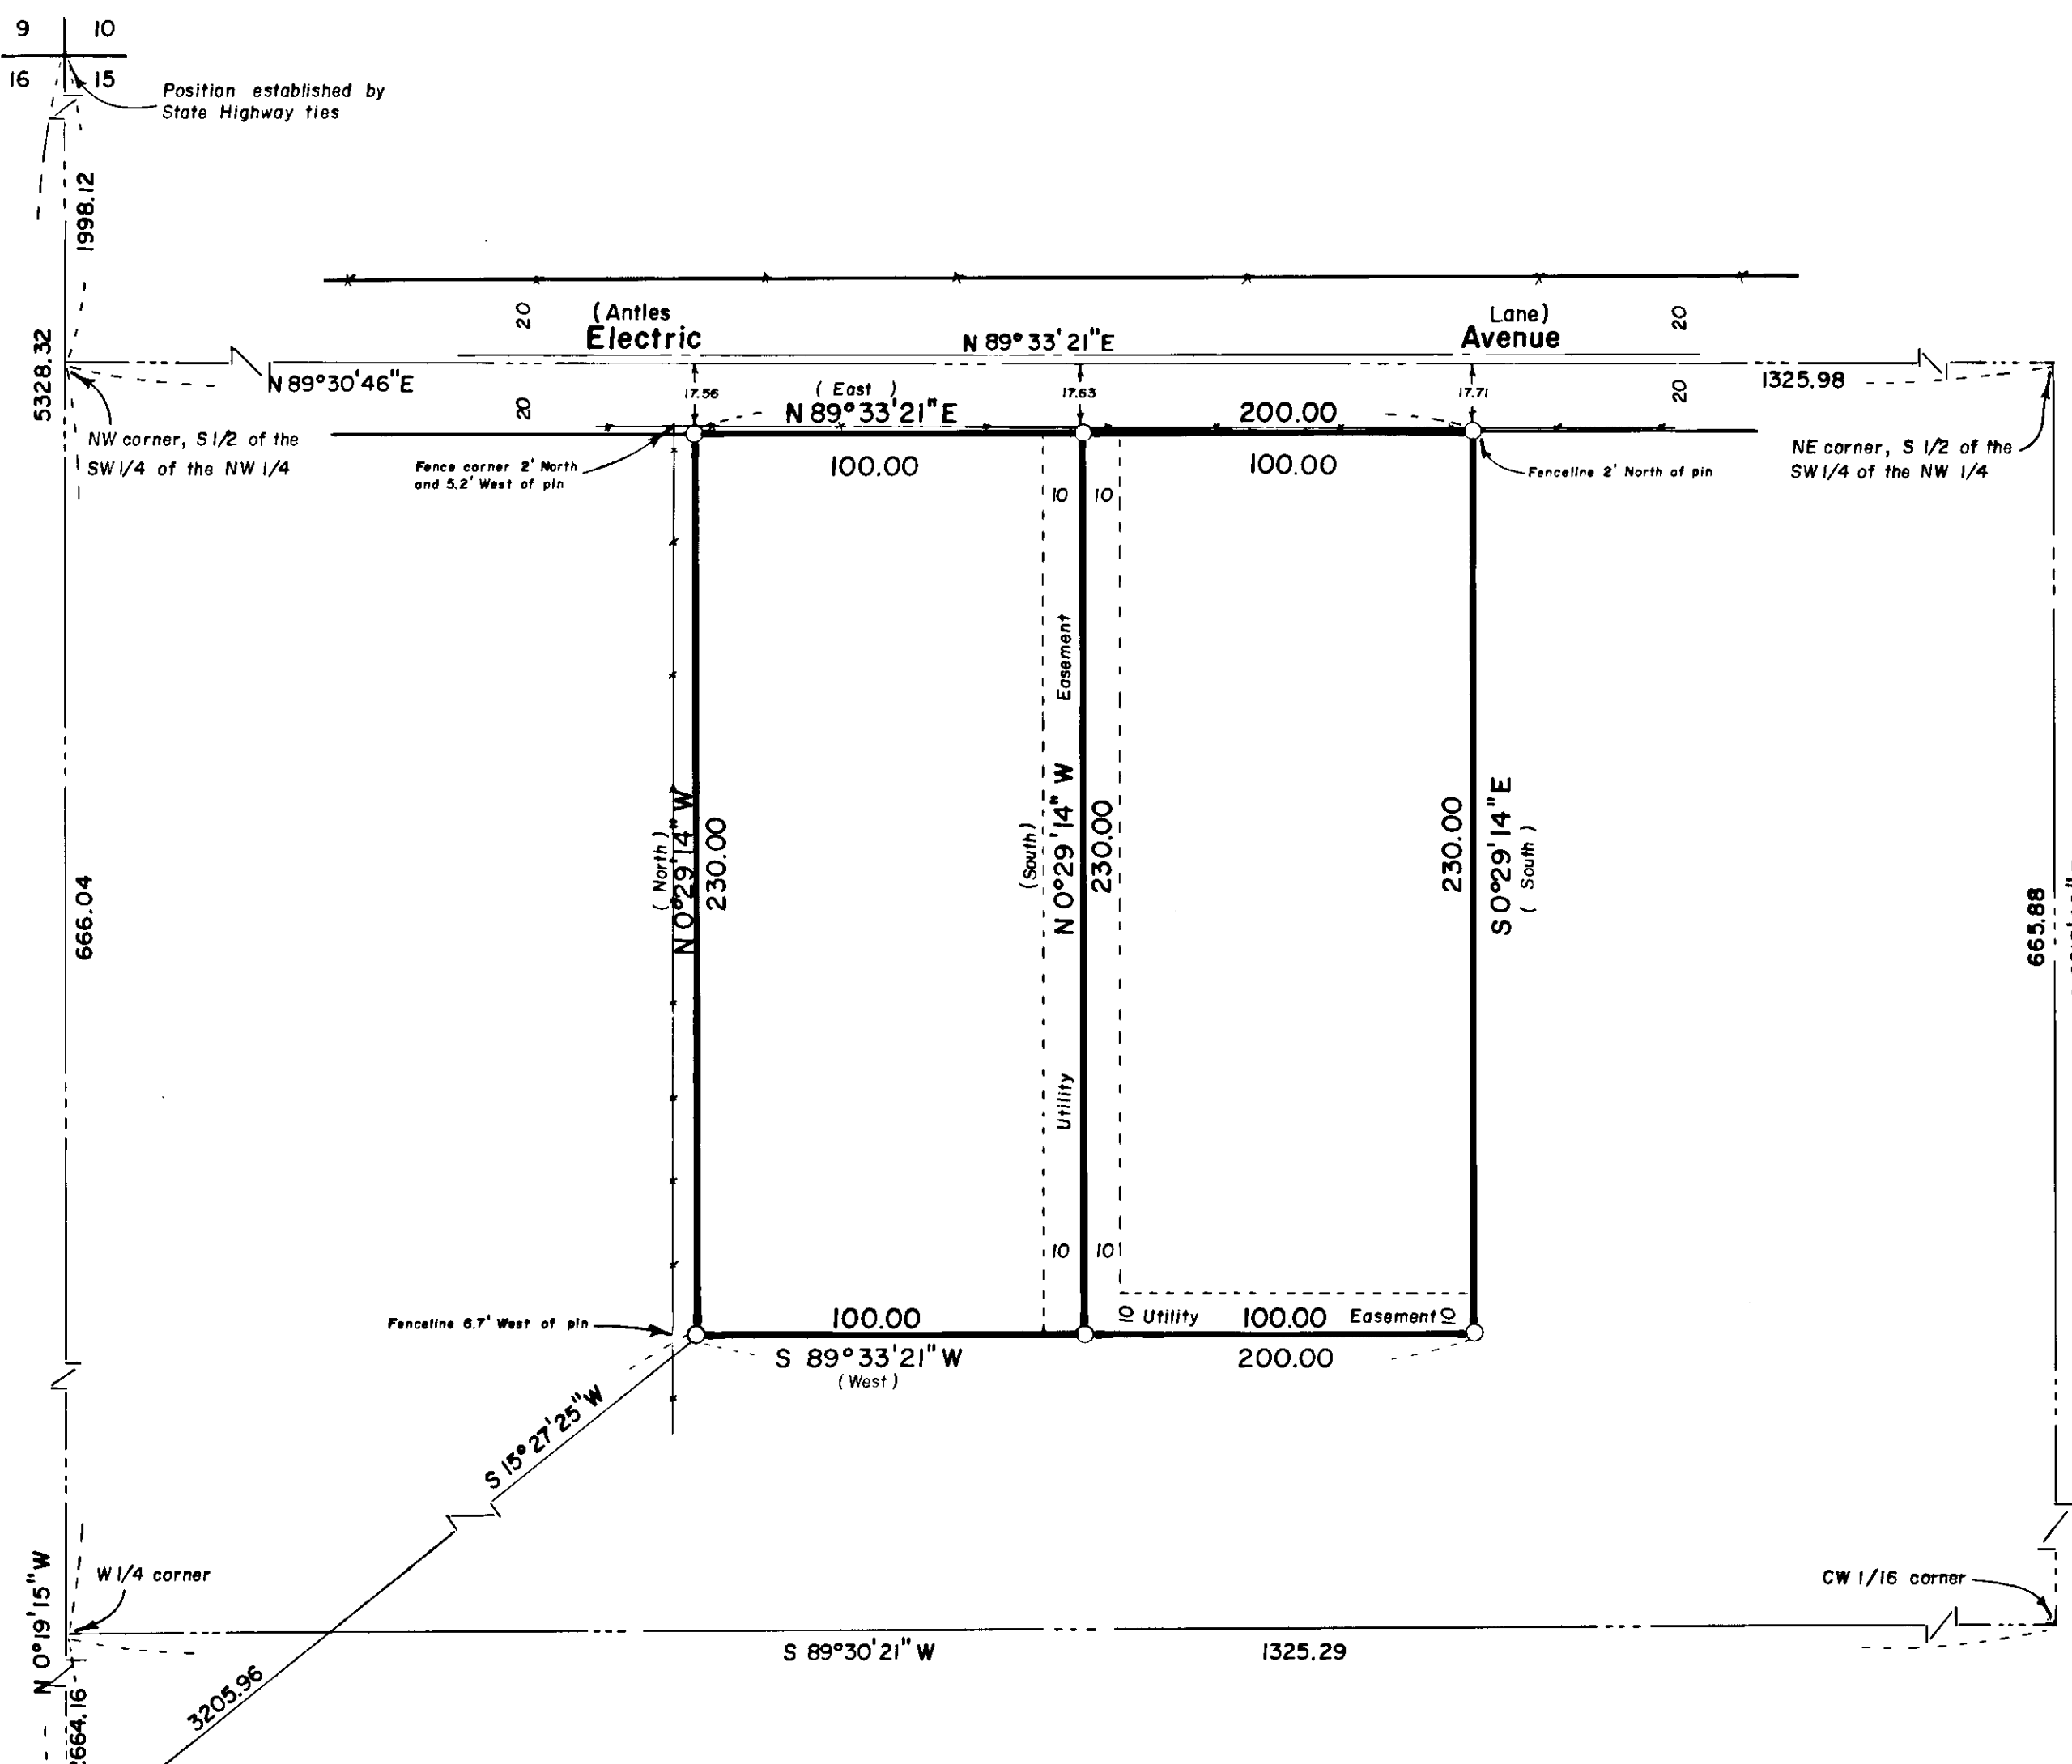 9 10
16 15
Position established by
State Highway ties
1998.12
5328.32
20
(Antles
Lane)
20
Electric
N 89° 33' 21" E
Avenue
N 89° 30' 46" E
1325.98
20
17.56
( East )
17.63
17.71
20
N 89° 33' 21" E
200.00
NW corner, S 1/2 of the
SW 1/4 of the NW 1/4
NE corner, S 1/2 of the
SW 1/4 of the NW 1/4
Fence corner 2' North
and 5.2' West of pin
100.00
100.00
Fenceline 2' North of pin
10 10
Easement
( North )
N 0° 29' 14" W
230.00
(South)
N 0° 29' 14" W
230.00
230.00
S 0° 29' 14" E
( South )
666.04
665.88
Utility
10 10
Fenceline 6.7' West of pin
100.00
10 Utility 100.00 Easement 10
S 89° 33' 21" W
200.00
(West)
S 15° 27' 25" W
W 1/4 corner
CW 1/16 corner
N 0° 19' 15" W
S 89° 30' 21" W
1325.29
3205.96
2664.16